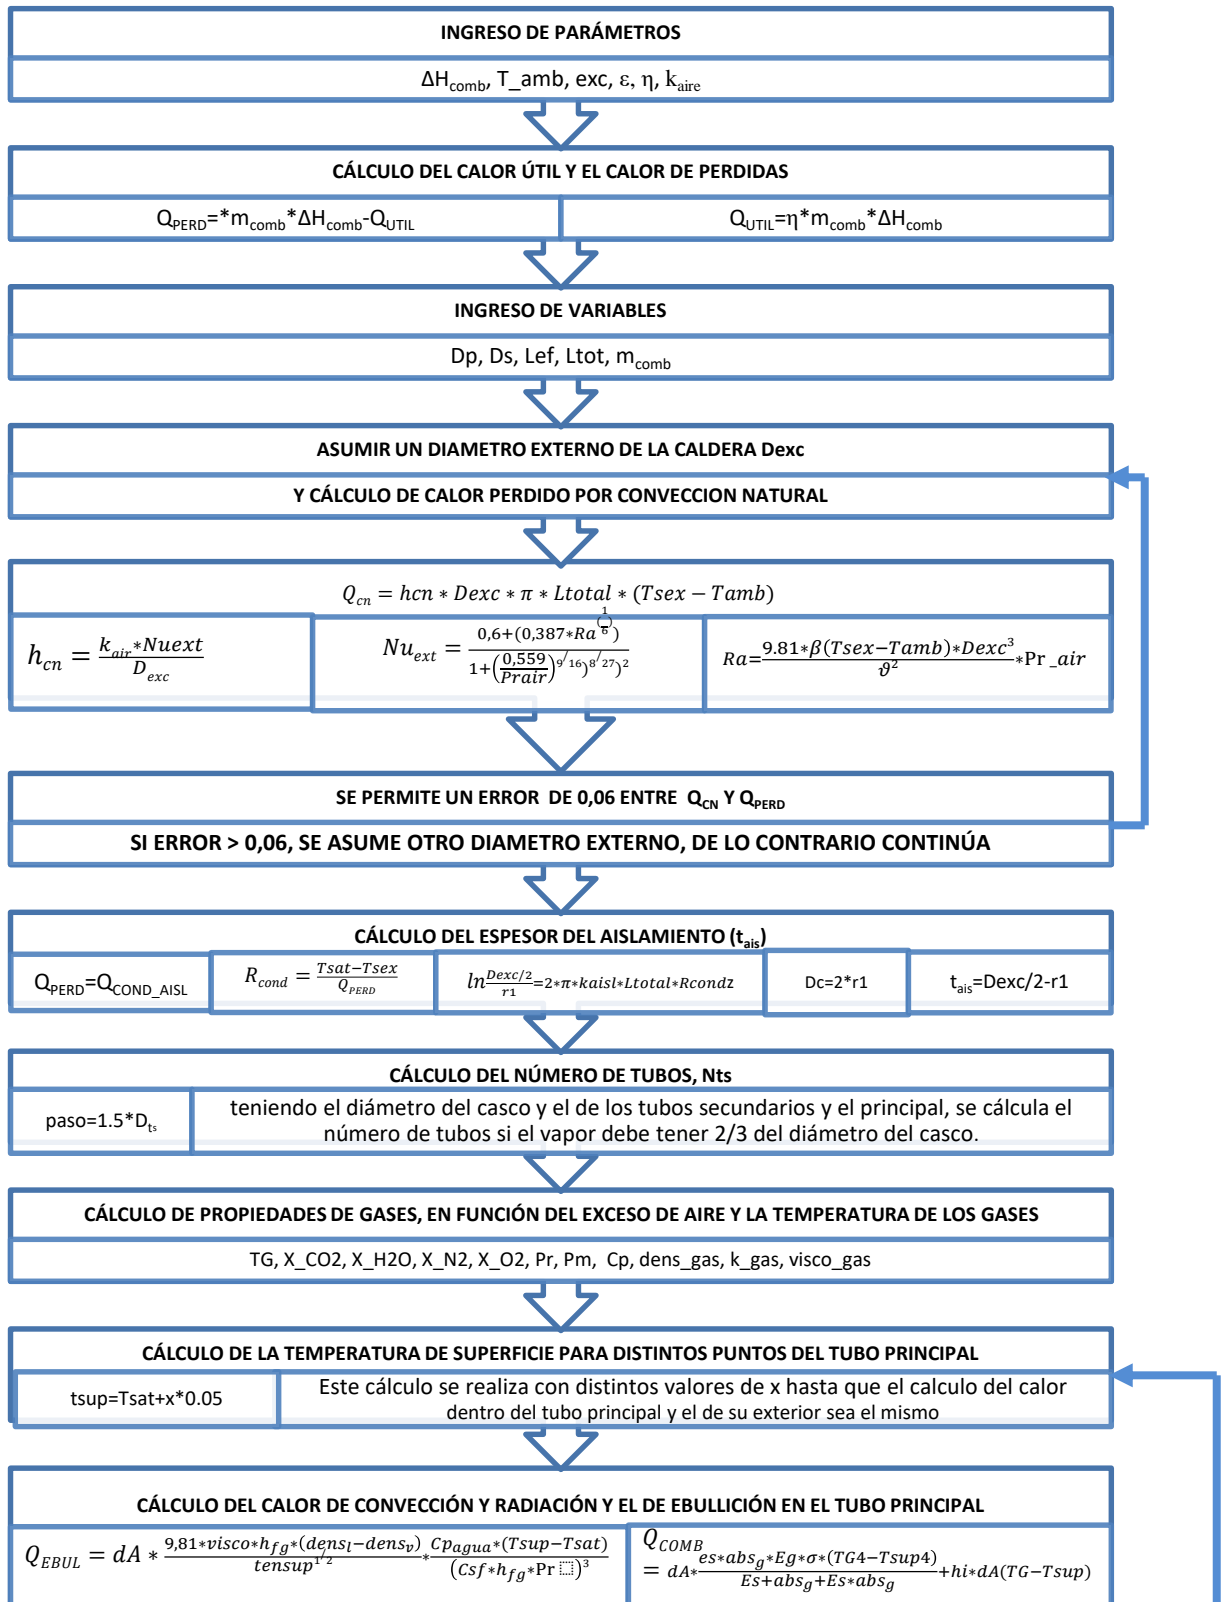 INGRESO DE PARÁMETROS
ΔHcomb, T_amb, exc, ε, η, kaire
CÁLCULO DEL CALOR ÚTIL Y EL CALOR DE PERDIDAS
QPERD=*mcomb*ΔHcomb-QUTIL
QUTIL=η*mcomb*ΔHcomb
INGRESO DE VARIABLES
Dp, Ds, Lef, Ltot, mcomb
ASUMIR UN DIAMETRO EXTERNO DE LA CALDERA Dexc
Y CÁLCULO DE CALOR PERDIDO POR CONVECCION NATURAL
Qcn = hcn * Dexc * π * Ltotal * (Tsex − Tamb)
hcn = kair*Nuext / Dexc
Nuext = 0,6+(0,387*Ra^(1/6)) / 1+(0,559/Prair)^9/16)^8/27)^2
Ra= 9.81*β(Tsex−Tamb)*Dexc^3 / ϑ^2 *Pr_air
SE PERMITE UN ERROR DE 0,06 ENTRE QCN Y QPERD
SI ERROR > 0,06, SE ASUME OTRO DIAMETRO EXTERNO, DE LO CONTRARIO CONTINÚA
CÁLCULO DEL ESPESOR DEL AISLAMIENTO (tais)
QPERD=QCOND_AISL
Rcond = Tsat−Tsex / QPERD
ln Dexc/2 / r1 =2*π*kaisl*Ltotal*Rcondz
Dc=2*r1
tais=Dexc/2-r1
CÁLCULO DEL NÚMERO DE TUBOS, Nts
paso=1.5*Dts
teniendo el diámetro del casco y el de los tubos secundarios y el principal, se cálcula el
número de tubos si el vapor debe tener 2/3 del diámetro del casco.
CÁLCULO DE PROPIEDADES DE GASES, EN FUNCIÓN DEL EXCESO DE AIRE Y LA TEMPERATURA DE LOS GASES
TG, X_CO2, X_H2O, X_N2, X_O2, Pr, Pm, Cp, dens_gas, k_gas, visco_gas
CÁLCULO DE LA TEMPERATURA DE SUPERFICIE PARA DISTINTOS PUNTOS DEL TUBO PRINCIPAL
tsup=Tsat+x*0.05
Este cálculo se realiza con distintos valores de x hasta que el calculo del calor
dentro del tubo principal y el de su exterior sea el mismo
CÁLCULO DEL CALOR DE CONVECCIÓN Y RADIACIÓN Y EL DE EBULLICIÓN EN EL TUBO PRINCIPAL
QEBUL = dA * 9,81*visco*hfg*(densl−densv) / tensup^1/2 * Cpagua*(Tsup−Tsat) / (Csf*hfg*Pr □)^3
QCOMB
= dA* es*absg*Eg*σ*(TG4−Tsup4) / Es+absg+Es*absg +hi*dA(TG−Tsup)